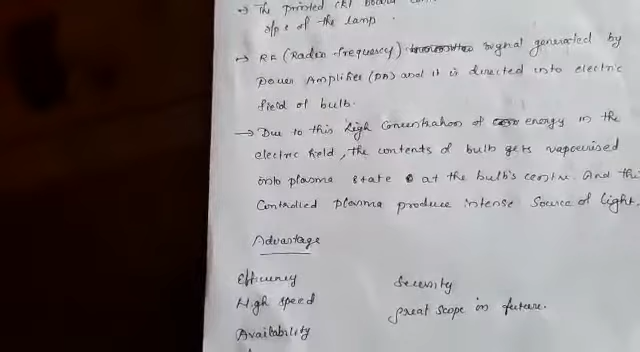 → The printed ckt board
o/p c of the lamp.
→ RF (Radio-frequency) signal generated by
power Amplifier (PA) and it is directed into electric
field of bulb.
→ Due to this high concentration of energy in the
electric field, the contents of bulb gets vapourised
into plasma state at the bulb's centre. And this
Controlled plasma produce intense source of light.
Advantage
Efficiency
Security
High speed
great scope in future.
Availability